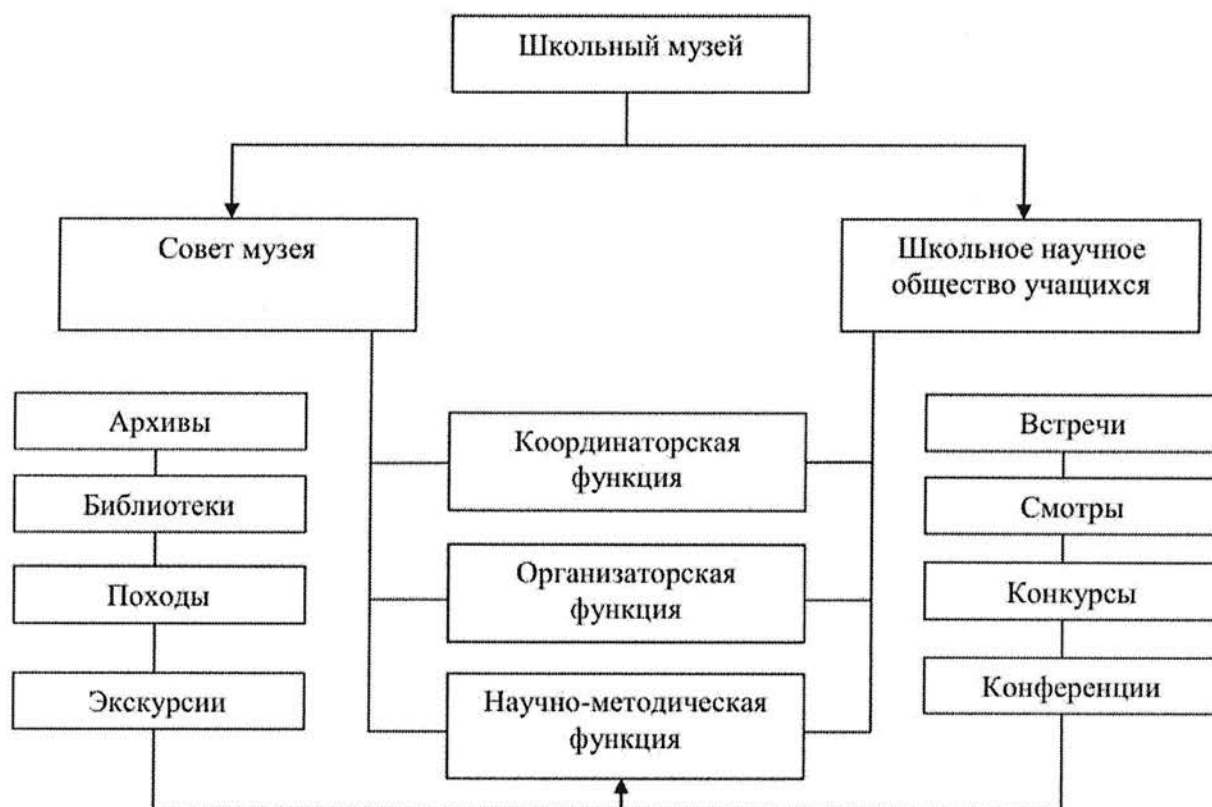 Школьный музей
Совет музея
Школьное научное
общество учащихся
Архивы
Библиотеки
Походы
Экскурсии
Координаторская
функция
Организаторская
функция
Научно-методическая
функция
Встречи
Смотры
Конкурсы
Конференции